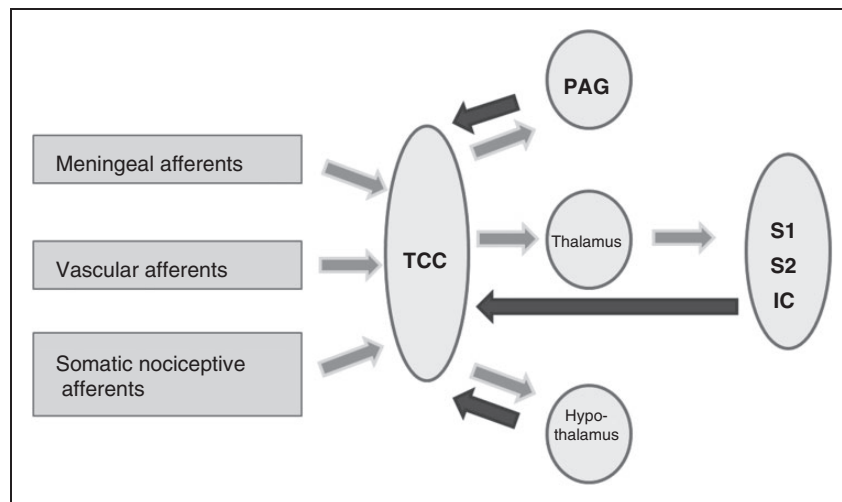 PAG
Meningeal afferents
Vascular afferents
Somatic nociceptive
afferents
TCC
Thalamus
S1
S2
IC
Hypo-
thalamus